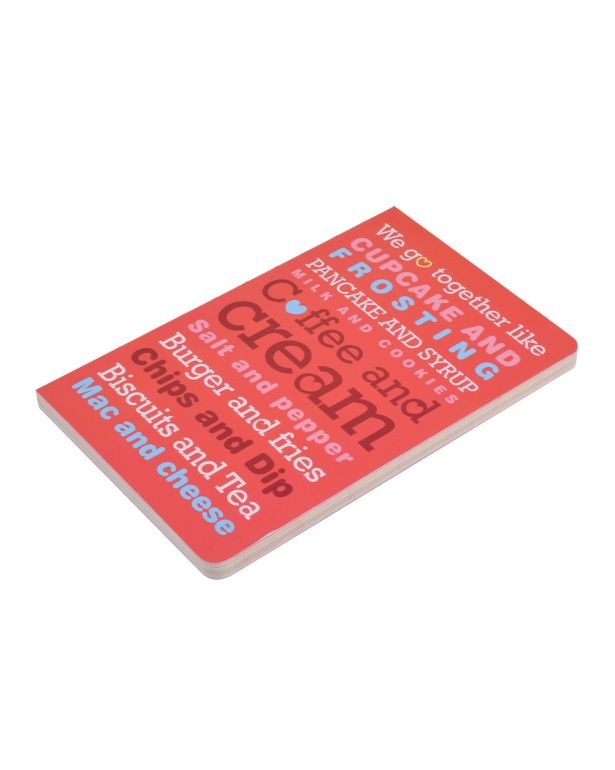 We go together like
CUPCAKE AND
FROSTING
PANCAKE AND SYRUP
MILK AND COOKIES
Coffee and
cream
Salt and pepper
Burger and fries
Chips and Dip
Biscuits and Tea
Mac and cheese